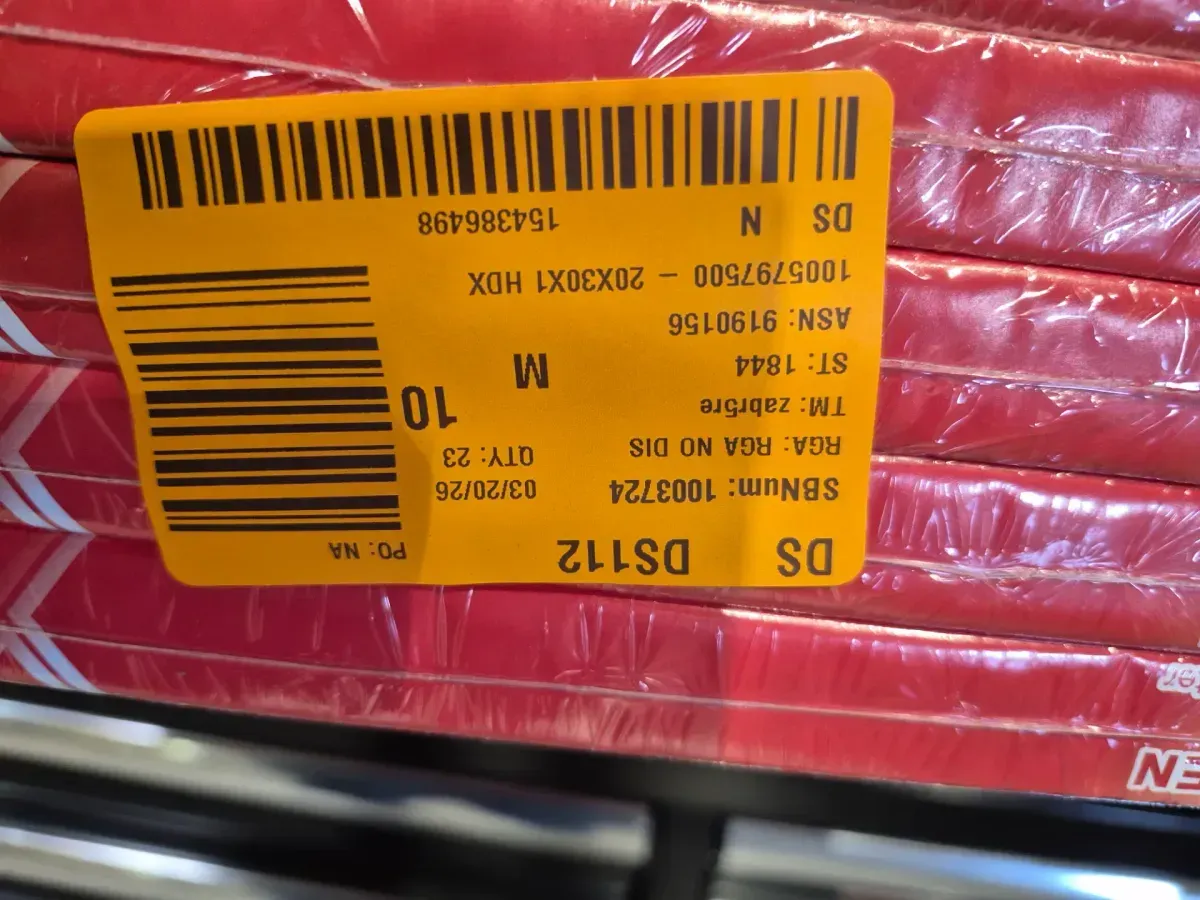 DS DS112 PO: NA
SBNum: 1003724 03/20/26
RGA: RGA NO DIS QTY: 23
TM: zabr5re 10
ST: 1844 M
ASN: 9190156
1005797500 - 20X30X1 HDX
DS N 154386498